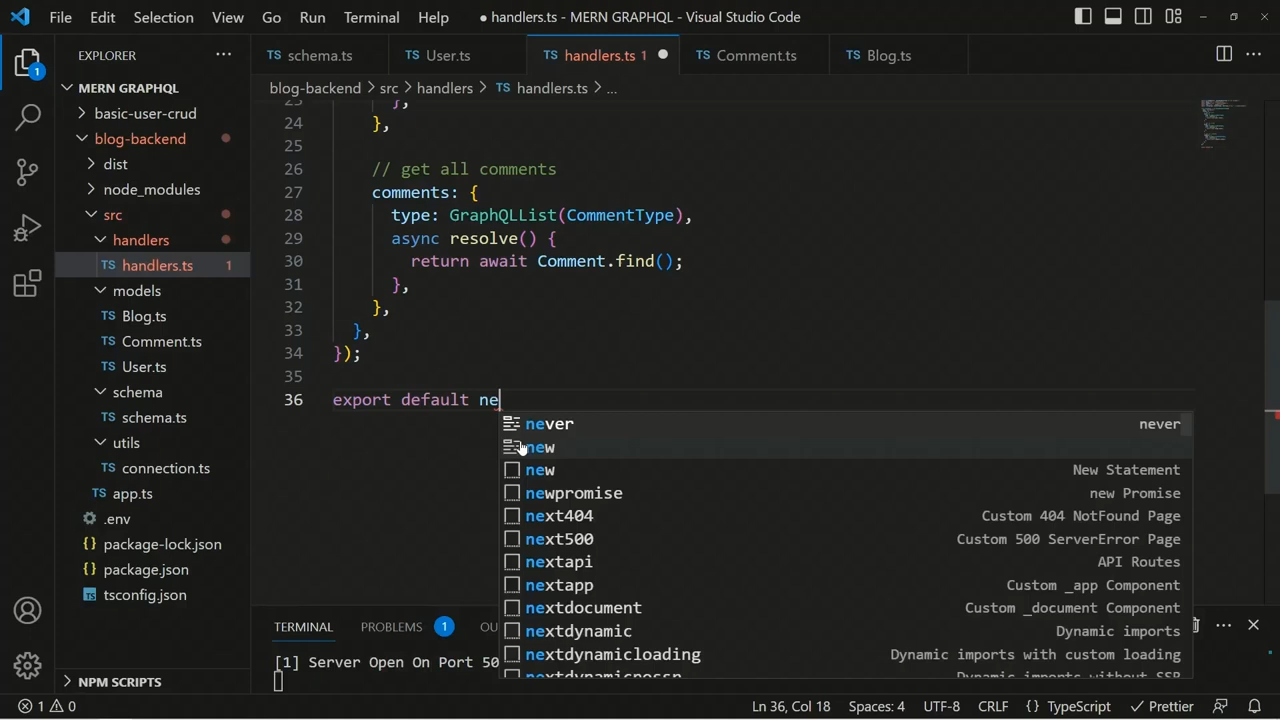 File Edit Selection View Go Run Terminal Help ● handlers.ts - MERN GRAPHQL - Visual Studio Code
EXPLORER
TS schema.ts TS User.ts TS handlers.ts 1 TS Comment.ts TS Blog.ts
1
MERN GRAPHQL
basic-user-crud
blog-backend
dist
node_modules
src
handlers
TS handlers.ts 1
models
TS Blog.ts
TS Comment.ts
TS User.ts
schema
TS schema.ts
utils
TS connection.ts
TS app.ts
.env
{} package-lock.json
{} package.json
tsconfig.json
NPM SCRIPTS
blog-backend > src > handlers > TS handlers.ts > ...
23 },
24 },
25
26 // get all comments
27 comments: {
28 type: GraphQLList(CommentType),
29 async resolve() {
30 return await Comment.find();
31 },
32 },
33 },
34 });
35
36 export default ne
never never
new
new New Statement
newpromise new Promise
next404 Custom 404 NotFound Page
next500 Custom 500 ServerError Page
nextapi API Routes
nextapp Custom _app Component
nextdocument Custom _document Component
nextdynamic Dynamic imports
nextdynamicloading Dynamic imports with custom loading
nextdynamicnossr Dynamic imports without SSR
TERMINAL PROBLEMS 1 OU
[1] Server Open On Port 50
1 0 Ln 36, Col 18 Spaces: 4 UTF-8 CRLF {} TypeScript Prettier